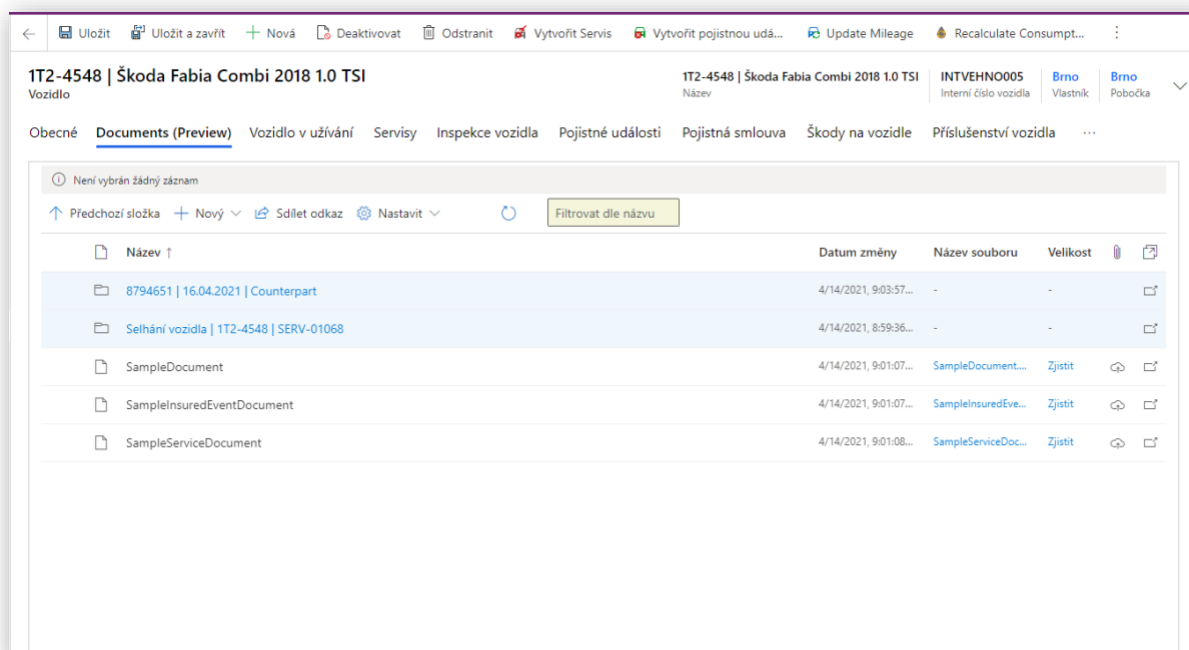 Uložit Uložit a zavřít Nová Deaktivovat Odstranit Vytvořit Servis Vytvořit pojistnou udá... Update Mileage Recalculate Consumpt...
1T2-4548 | Škoda Fabia Combi 2018 1.0 TSI
Vozidlo
1T2-4548 | Škoda Fabia Combi 2018 1.0 TSI INTVEHNO005 Brno Brno
Název Interní číslo vozidla Vlastník Pobočka
Obecné Documents (Preview) Vozidlo v užívání Servisy Inspekce vozidla Pojistné události Pojistná smlouva Škody na vozidle Příslušenství vozidla ...
Není vybrán žádný záznam
Předchozí složka Nový Sdílet odkaz Nastavit Filtrovat dle názvu
Název ↑ Datum změny Název souboru Velikost
8794651 | 16.04.2021 | Counterpart 4/14/2021, 9:03:57... - -
Selhání vozidla | 1T2-4548 | SERV-01068 4/14/2021, 8:59:36... - -
SampleDocument 4/14/2021, 9:01:07... SampleDocument.... Zjistit
SampleInsuredEventDocument 4/14/2021, 9:01:07... SampleInsuredEve... Zjistit
SampleServiceDocument 4/14/2021, 9:01:08... SampleServiceDoc... Zjistit